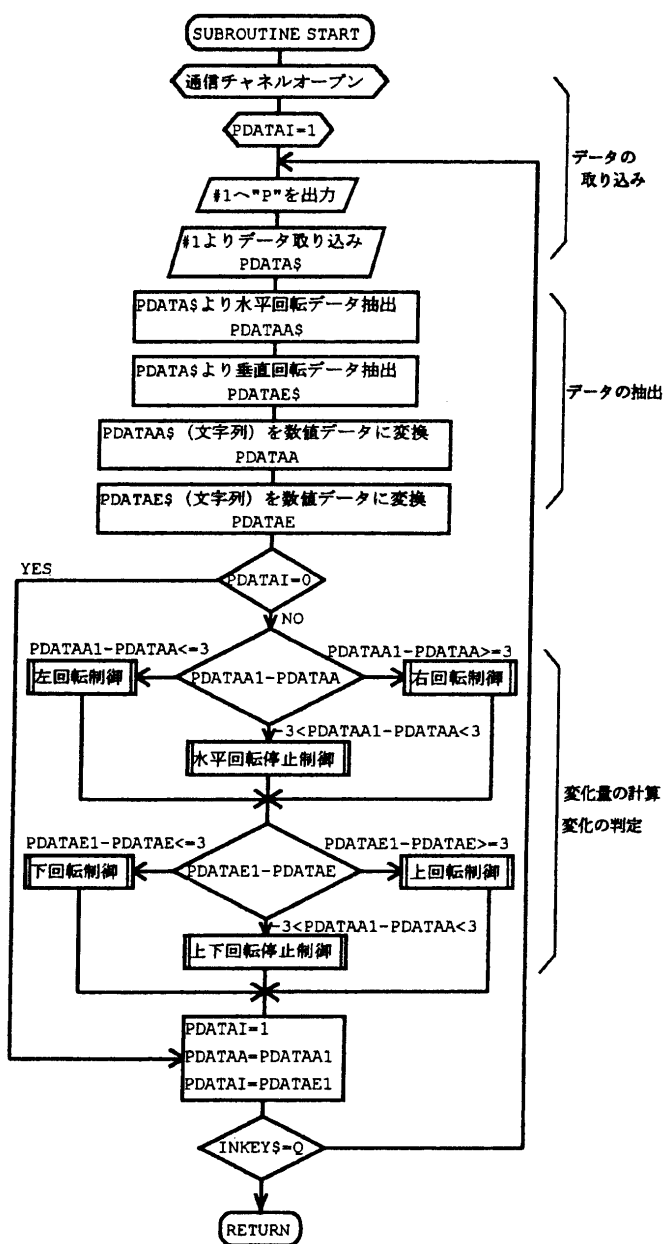 SUBROUTINE START
通信チャネルオープン
PDATAI=1
#1へ"P"を出力
#1よりデータ取り込み
PDATA$
データの
取り込み
PDATA$より水平回転データ抽出
PDATAA$
PDATA$より垂直回転データ抽出
PDATAE$
PDATAA$ (文字列) を数値データに変換
PDATAA
PDATAE$ (文字列) を数値データに変換
PDATAE
データの抽出
YES
PDATAI=0
NO
PDATAA1-PDATAA<=3
PDATAA1-PDATAA>=3
左回転制御
PDATAA1-PDATAA
右回転制御
-3<PDATAA1-PDATAA<3
水平回転停止制御
変化量の計算
変化の判定
PDATAE1-PDATAE<=3
PDATAE1-PDATAE>=3
下回転制御
PDATAE1-PDATAE
上回転制御
-3<PDATAA1-PDATAA<3
上下回転停止制御
PDATAI=1
PDATAA=PDATAA1
PDATAI=PDATAE1
INKEY$=Q
RETURN